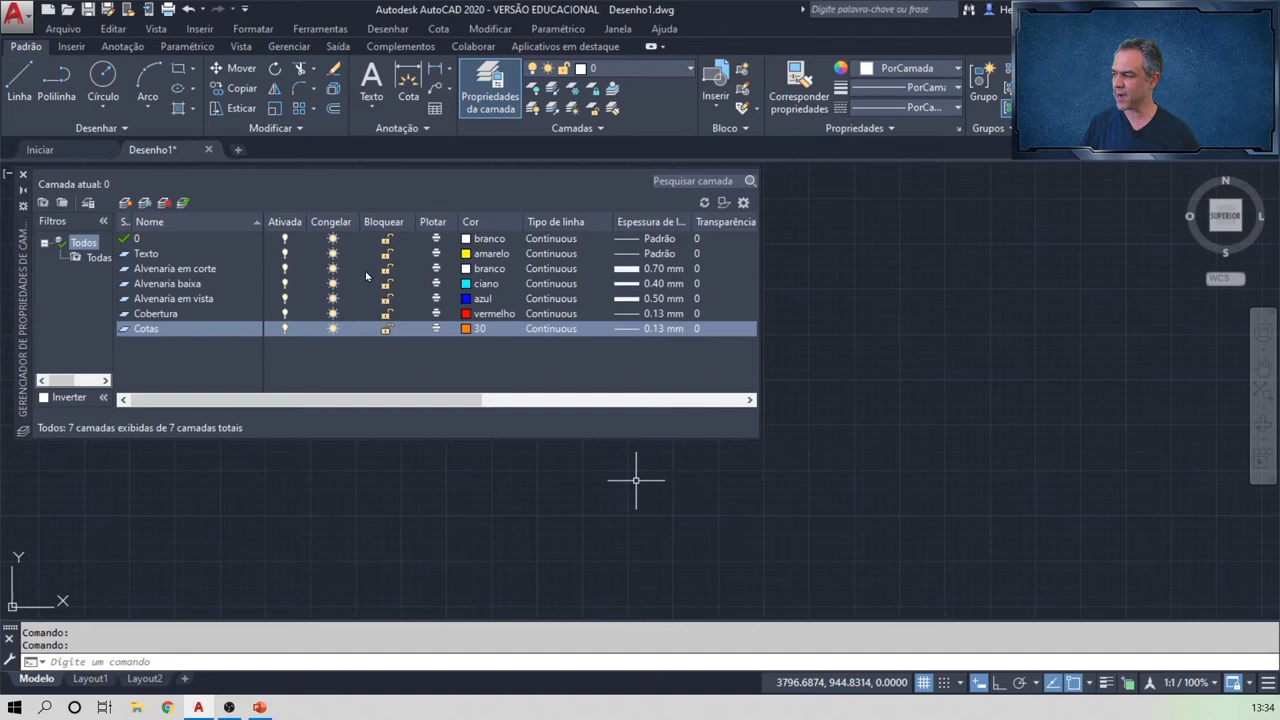 Autodesk AutoCAD 2020 - VERSÃO EDUCACIONAL Desenho1.dwg
Digite palavra-chave ou frase
Arquivo Editar Vista Inserir Formatar Ferramentas Desenhar Cota Modificar Paramétrico Janela Ajuda
Padrão Inserir Anotação Paramétrico Vista Gerenciar Saída Complementos Colaborar Aplicativos em destaque
Linha Polilinha Círculo Arco
Mover
Copiar
Esticar
Texto Cota
Propriedades da camada
0
Inserir
Corresponder propriedades
PorCamada
PorCama
PorCa...
Grupo
Desenhar Modificar Anotação Camadas Bloco Propriedades Grupos
Iniciar Desenho1*
Camada atual: 0
Pesquisar camada
Filtros
S.. Nome Ativada Congelar Bloquear Plotar Cor Tipo de linha Espessura de l... Transparência
Todos
Todas
0 branco Continuous Padrão 0
Texto amarelo Continuous Padrão 0
Alvenaria em corte branco Continuous 0.70 mm 0
Alvenaria baixa ciano Continuous 0.40 mm 0
Alvenaria em vista azul Continuous 0.50 mm 0
Cobertura vermelho Continuous 0.13 mm 0
Cotas 30 Continuous 0.13 mm 0
Inverter
Todos: 7 camadas exibidas de 7 camadas totais
GERENCIADOR DE PROPRIEDADES DE CAM...
N
O SUPERIOR L
S
WCS
Y
X
Comando:
Comando:
Digite um comando
Modelo Layout1 Layout2
3796.6874, 944.8314, 0.0000
1:1 / 100%
13:34